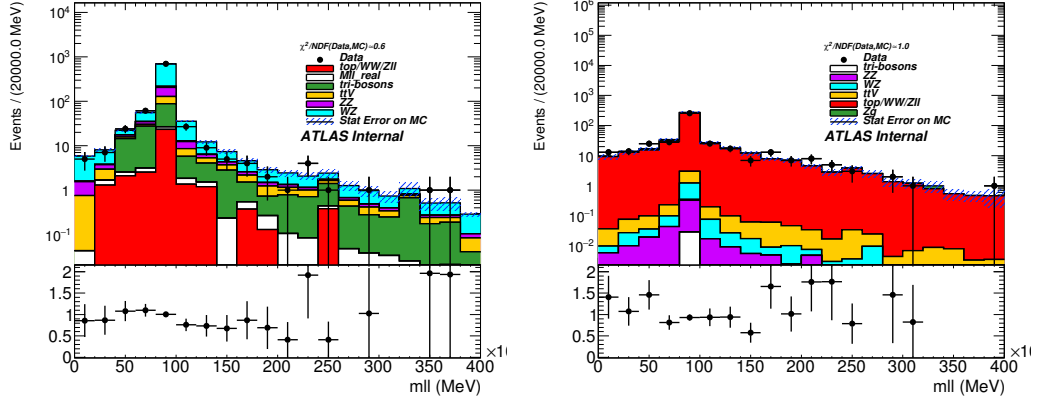 Events / (20000.0 MeV)
10³
10²
10
1
10⁻¹
χ²/NDF(Data,MC)=0.6
Data
top/WW/Zll
Mll_real
tri-bosons
ttV
ZZ
WZ
Stat Error on MC
ATLAS Internal
2
1.5
1
0.5
0
0 50 100 150 200 250 300 350 400
mll (MeV)
Events / (20000.0 MeV)
10⁶
10⁵
10⁴
10³
10²
10
1
10⁻¹
10⁻²
χ²/NDF(Data,MC)=1.0
Data
tri-bosons
ZZ
WZ
ttV
top/WW/Zll
Zg
Stat Error on MC
ATLAS Internal
2
1.5
1
0.5
0
0 50 100 150 200 250 300 350 400
mll (MeV)